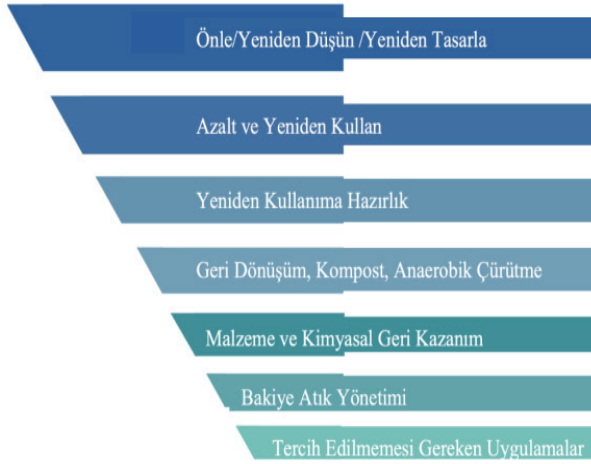 Önle/Yeniden Düşün /Yeniden Tasarla
Azalt ve Yeniden Kullan
Yeniden Kullanıma Hazırlık
Geri Dönüşüm, Kompost, Anaerobik Çürütme
Malzeme ve Kimyasal Geri Kazanım
Bakiye Atık Yönetimi
Tercih Edilmemesi Gereken Uygulamalar